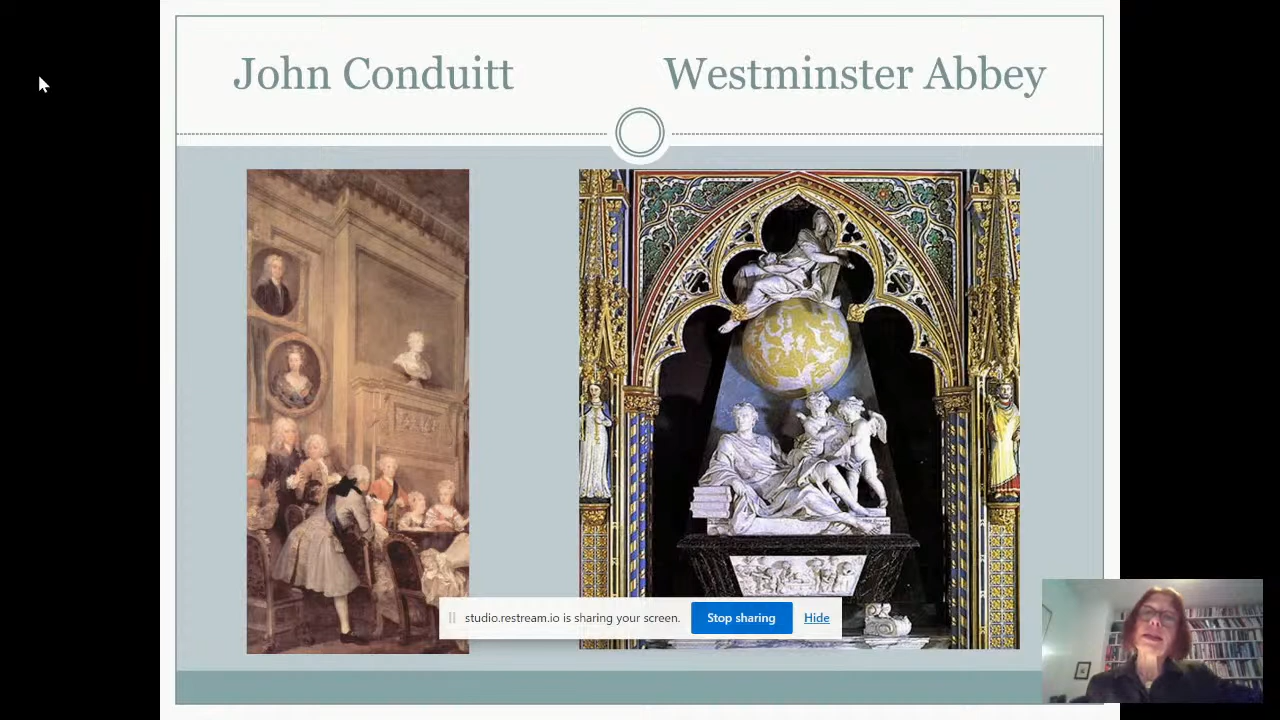 John Conduitt
Westminster Abbey
studio.restream.io is sharing your screen.
Stop sharing
Hide